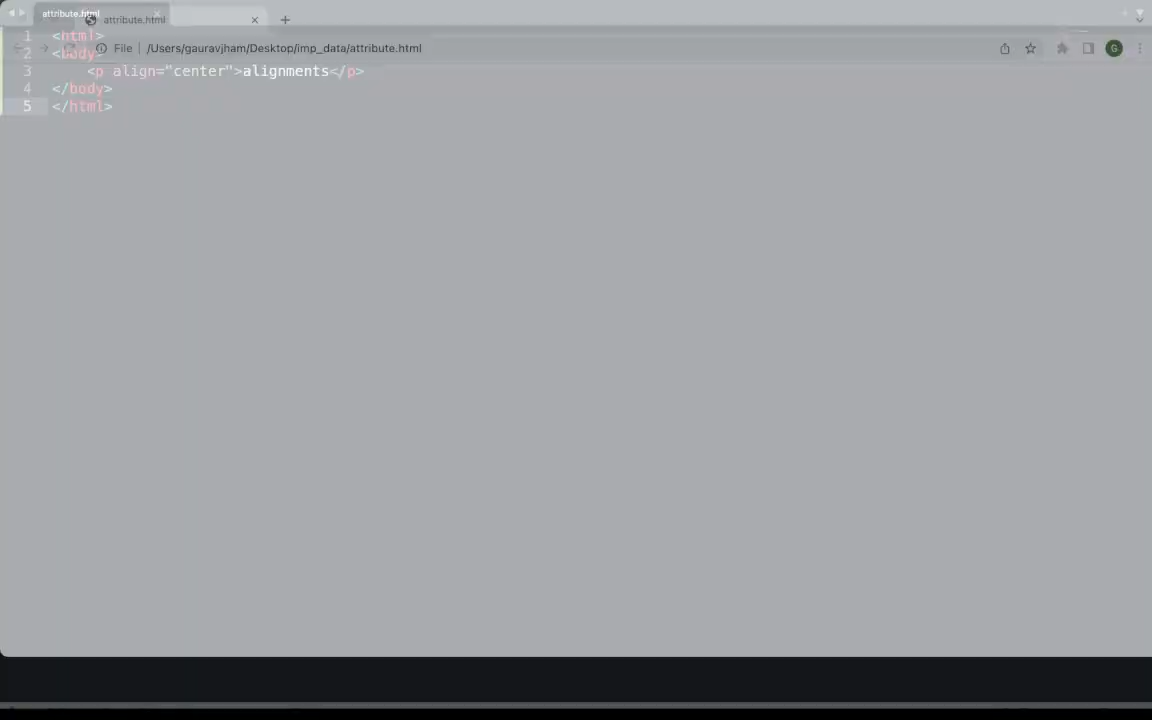 attribute.html
attribute.html
File
/Users/gauravjham/Desktop/imp_data/attribute.html
G
1 <html>
2 <body>
3 <p align="center">alignments</p>
4 </body>
5 </html>